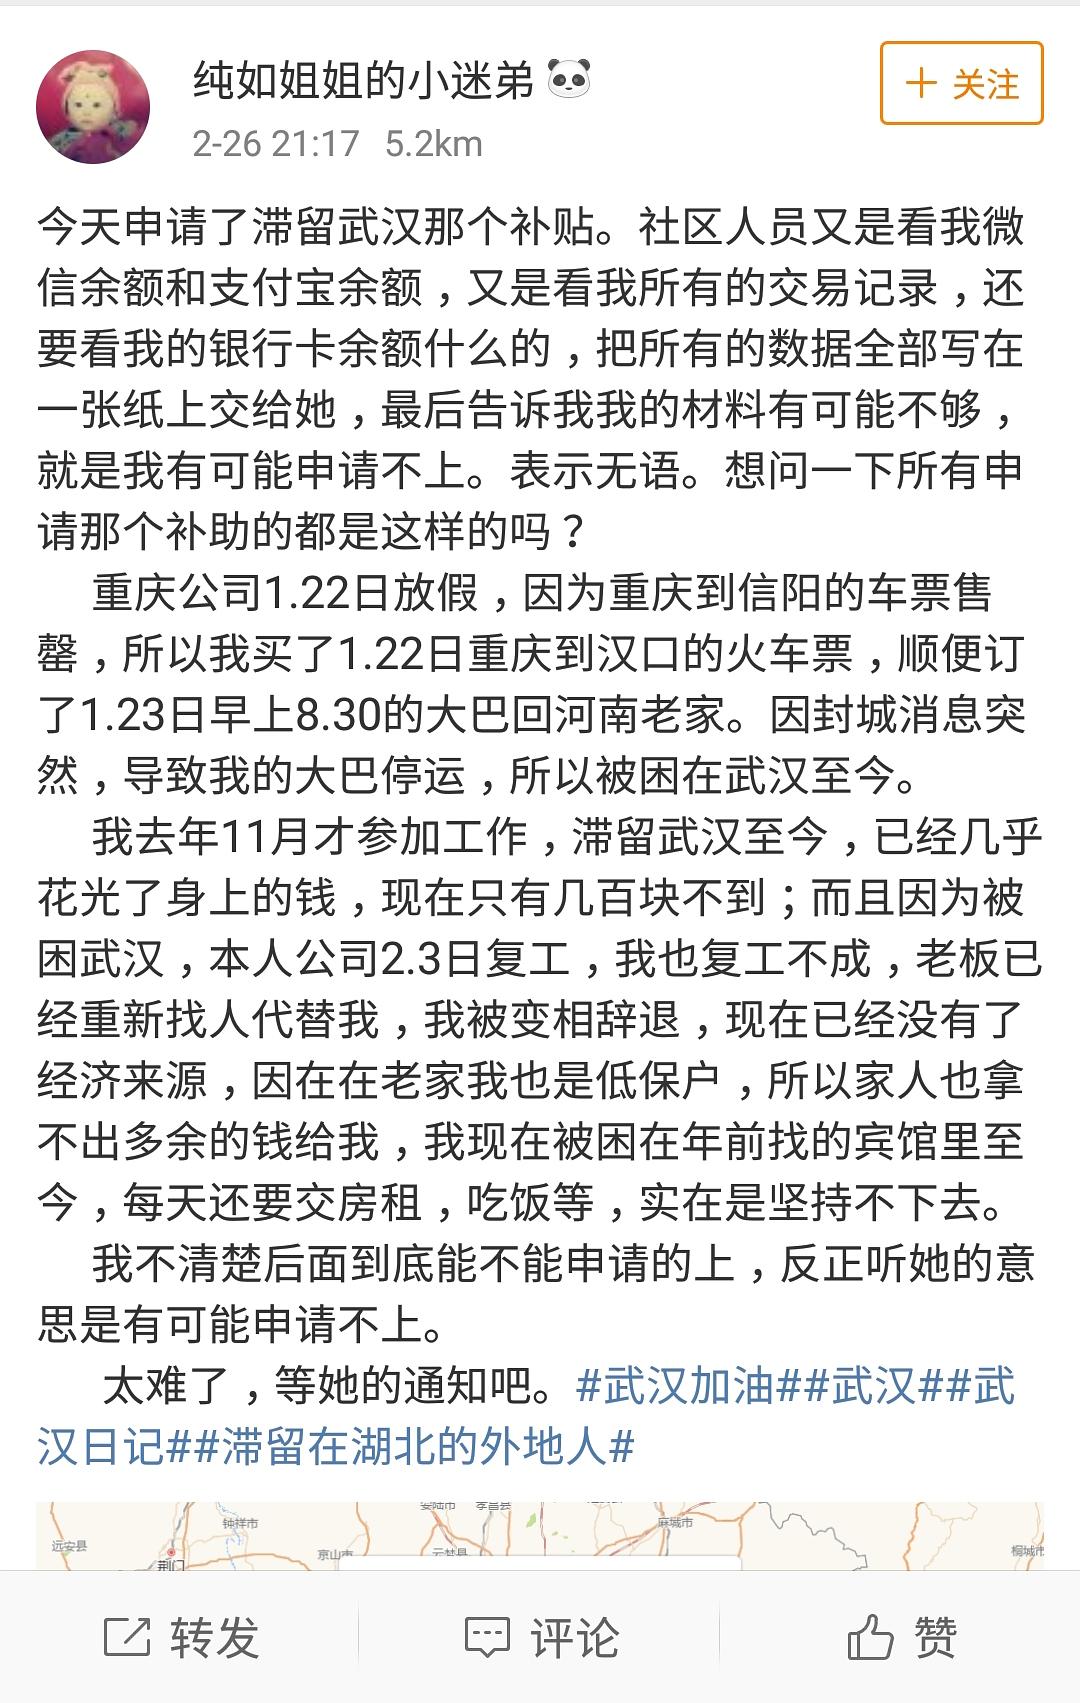 纯如姐姐的小迷弟🐼
+ 关注
2-26 21:17 5.2km
今天申请了滞留武汉那个补贴。社区人员又是看我微
信余额和支付宝余额，又是看我所有的交易记录，还
要看我的银行卡余额什么的，把所有的数据全部写在
一张纸上交给她，最后告诉我我的材料有可能不够，
就是我有可能申请不上。表示无语。想问一下所有申
请那个补助的都是这样的吗？
重庆公司1.22日放假，因为重庆到信阳的车票售
罄，所以我买了1.22日重庆到汉口的火车票，顺便订
了1.23日早上8.30的大巴回河南老家。因封城消息突
然，导致我的大巴停运，所以被困在武汉至今。
我去年11月才参加工作，滞留武汉至今，已经几乎
花光了身上的钱，现在只有几百块不到；而且因为被
困武汉，本人公司2.3日复工，我也复工不成，老板已
经重新找人代替我，我被变相辞退，现在已经没有了
经济来源，因在在老家我也是低保户，所以家人也拿
不出多余的钱给我，我现在被困在年前找的宾馆里至
今，每天还要交房租，吃饭等，实在是坚持不下去。
我不清楚后面到底能不能申请的上，反正听她的意
思是有可能申请不上。
太难了，等她的通知吧。#武汉加油##武汉##武
汉日记##滞留在湖北的外地人#
安陆市 孝昌县
钟祥市 麻城市
远安县 京山市 云梦县 桐城市
荆门
转发 评论 赞